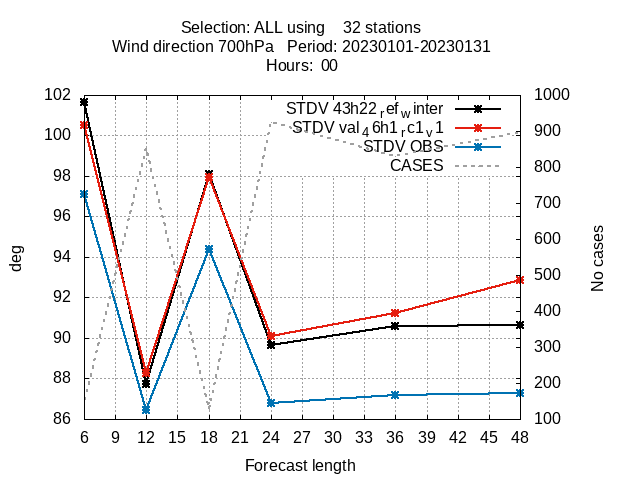 Selection: ALL using    32 stations
Wind direction 700hPa   Period: 20230101-20230131
Hours:  00
STDV 43h22 ref w inter
STDV val 4 6h1 r c1 v 1
STDV OBS
CASES
102
100
98
96
94
92
90
88
86
deg
1000
900
800
700
600
500
400
300
200
100
No cases
6 9 12 15 18 21 24 27 30 33 36 39 42 45 48
Forecast length